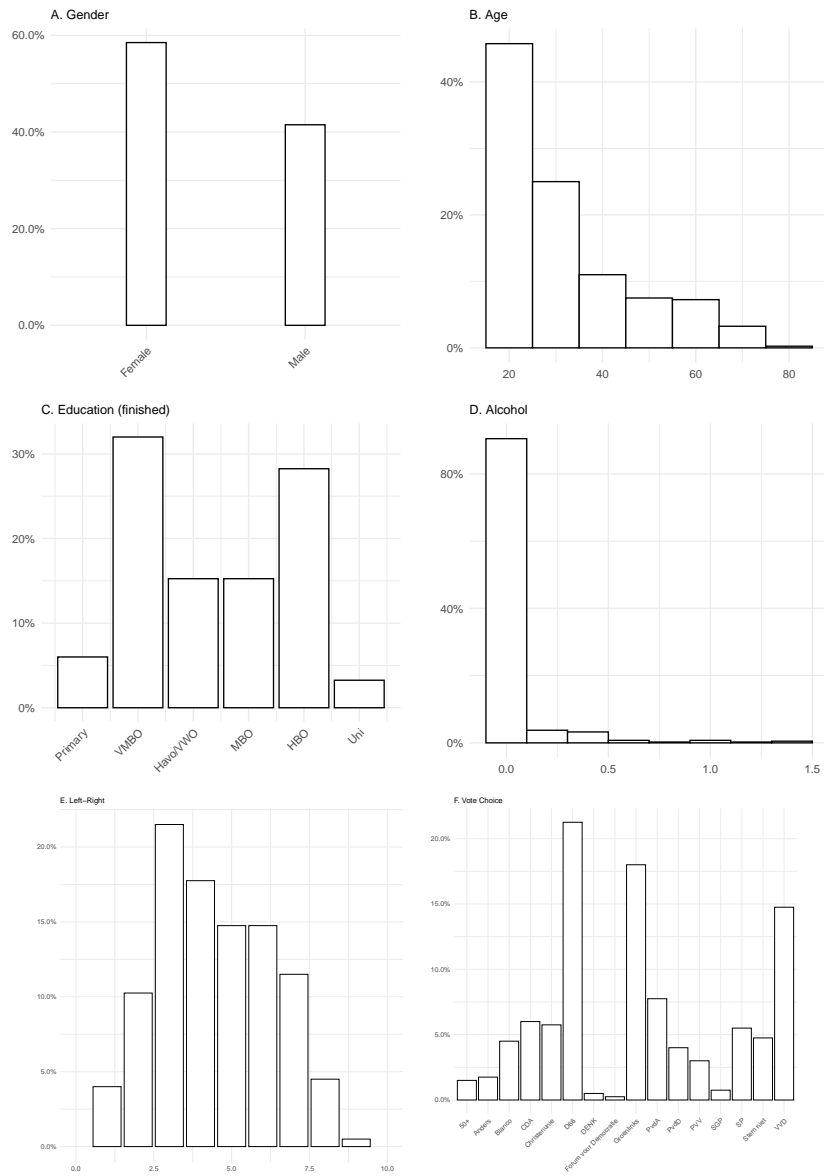 A. Gender
60.0%
40.0%
20.0%
0.0%
Female
Male
B. Age
40%
20%
0%
20
40
60
80
C. Education (finished)
30%
20%
10%
0%
Primary
VMBO
Havo/VWO
MBO
HBO
Uni
D. Alcohol
80%
40%
0%
0.0
0.5
1.0
1.5
E. Left−Right
20.0%
15.0%
10.0%
5.0%
0.0%
0.0
2.5
5.0
7.5
10.0
F. Vote Choice
20.0%
15.0%
10.0%
5.0%
0.0%
50+
Anders
Blanco
CDA
Christenunie
D66
DENK
Forum voor Democratie
Groenlinks
PvdA
PvdD
PVV
SGP
SP
Stem niet
VVD